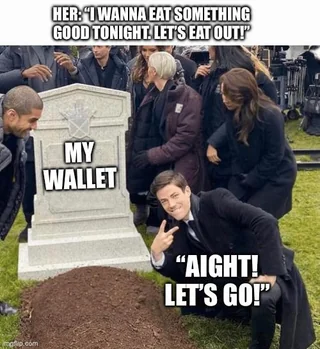 HER: “I WANNA EAT SOMETHING
GOOD TONIGHT. LET’S EAT OUT!”
MY
WALLET
“AIGHT!
LET’S GO!”
imgflip.com